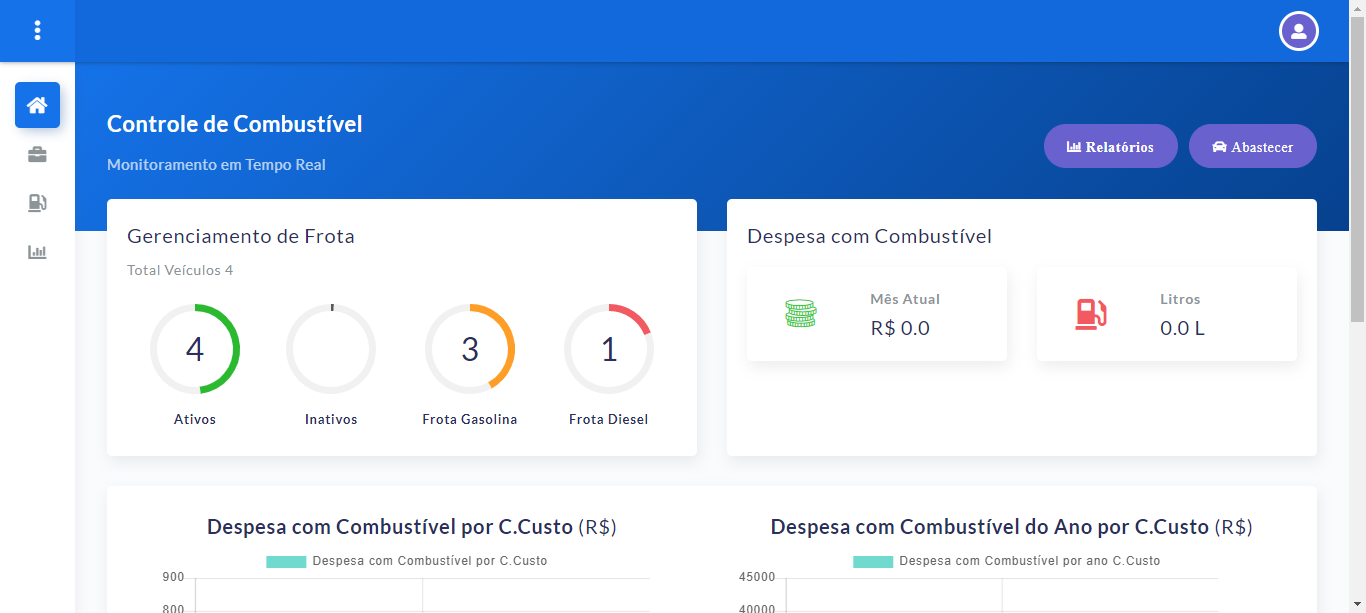 Controle de Combustível
Monitoramento em Tempo Real
Relatórios
Abastecer
Gerenciamento de Frota
Total Veículos 4
4
3
1
Ativos
Inativos
Frota Gasolina
Frota Diesel
Despesa com Combustível
Mês Atual
R$ 0.0
Litros
0.0 L
Despesa com Combustível por C.Custo (R$)
Despesa com Combustível por C.Custo
900
800
Despesa com Combustível do Ano por C.Custo (R$)
Despesa com Combustível por ano C.Custo
45000
40000